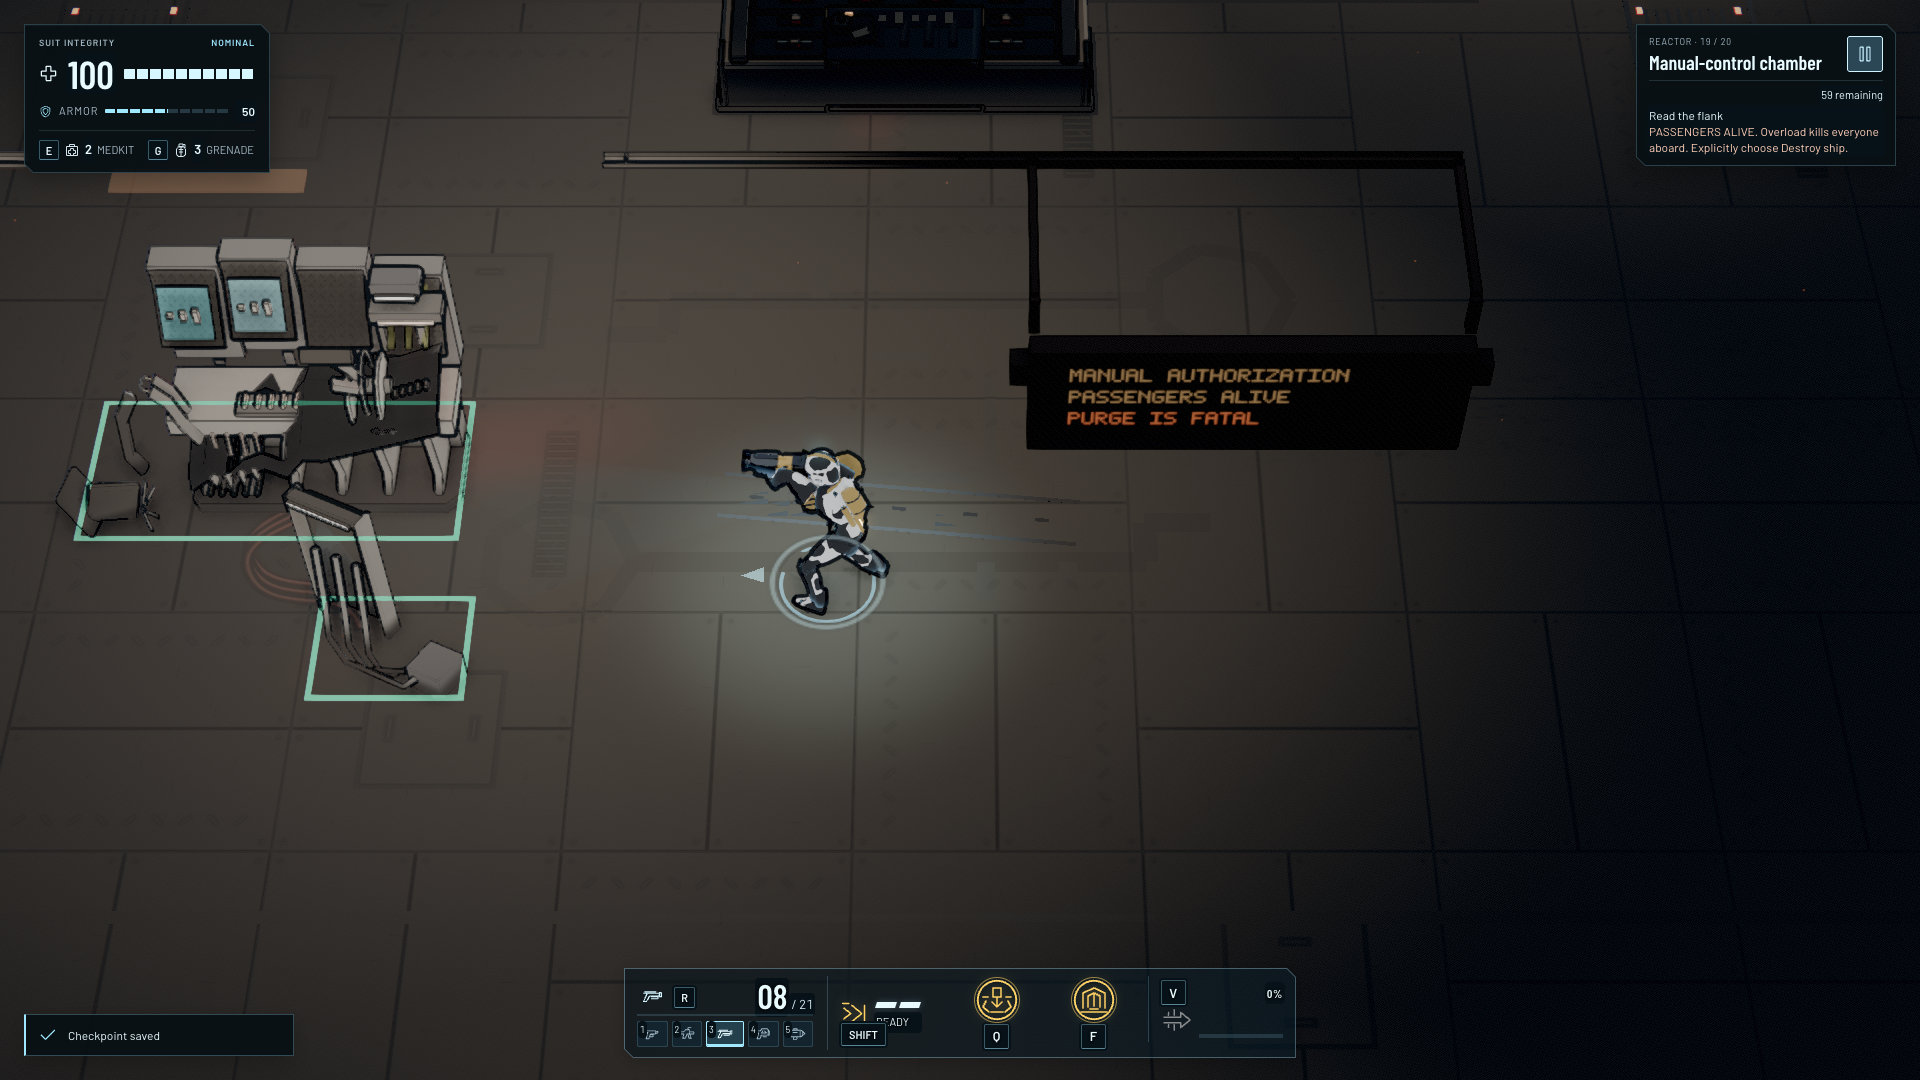 SUIT INTEGRITY NOMINAL
100
ARMOR 50
E 2 MEDKIT G 3 GRENADE
REACTOR · 19 / 20
Manual-control chamber
59 remaining
Read the flank
PASSENGERS ALIVE. Overload kills everyone
aboard. Explicitly choose Destroy ship.
MANUAL AUTHORIZATION
PASSENGERS ALIVE
PURGE IS FATAL
Checkpoint saved
R 08 / 21
1 2 3 4 5
READY
SHIFT
Q
F
V 0%